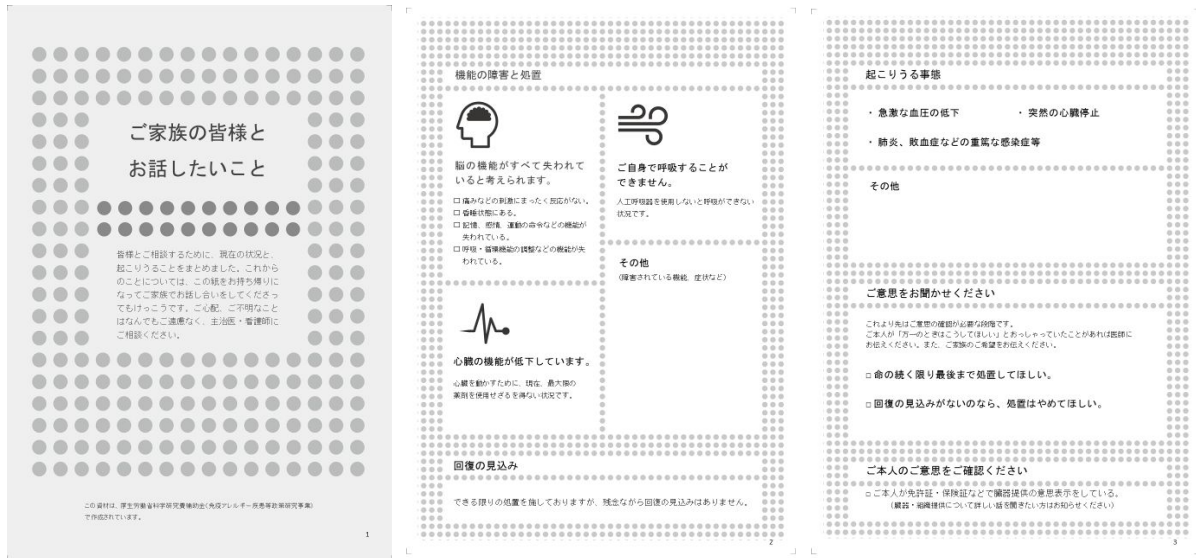 ご家族の皆様と
お話したいこと
皆様とご相談するために、現在の状況と、
起こりうることをまとめました。これから
のことについては、この紙をお持ち帰りに
なってご家族でお話し合いをしてくださっ
てもけっこうです。ご心配、ご不明なこと
はなんでもご遠慮なく、主治医・看護師に
ご相談ください。
この資材は、厚生労働省科学研究費補助金(免疫アレルギー疾患等政策研究事業)
で作成されています。
1
機能の障害と処置
脳の機能がすべて失われて
いると考えられます。
□ 痛みなどの刺激にまったく反応がない。
□ 昏睡状態にある。
□ 記憶、感情、運動の命令などの機能が
失われている。
□ 呼吸・循環機能の調整などの機能が失
われている。
ご自身で呼吸することが
できません。
人工呼吸器を使用しないと呼吸ができない
状況です。
その他
(障害されている機能、症状など)
心臓の機能が低下しています。
心臓を動かすために、現在、最大限の
薬剤を使用せざるを得ない状況です。
回復の見込み
できる限りの処置を施しておりますが、残念ながら回復の見込みはありません。
2
起こりうる事態
・ 急激な血圧の低下
・ 突然の心臓停止
・ 肺炎、敗血症などの重篤な感染症等
その他
ご意思をお聞かせください
これより先はご意思の確認が必要な段階です。
ご本人が「万一のときはこうしてほしい」とおっしゃっていたことがあれば医師に
お伝えください。また、ご家族のご希望をお伝えください。
□ 命の続く限り最後まで処置してほしい。
□ 回復の見込みがないのなら、処置はやめてほしい。
ご本人のご意思をご確認ください
□ ご本人が免許証・保険証などで臓器提供の意思表示をしている。
(臓器・組織提供について詳しい話を聞きたい方はお知らせください)
3